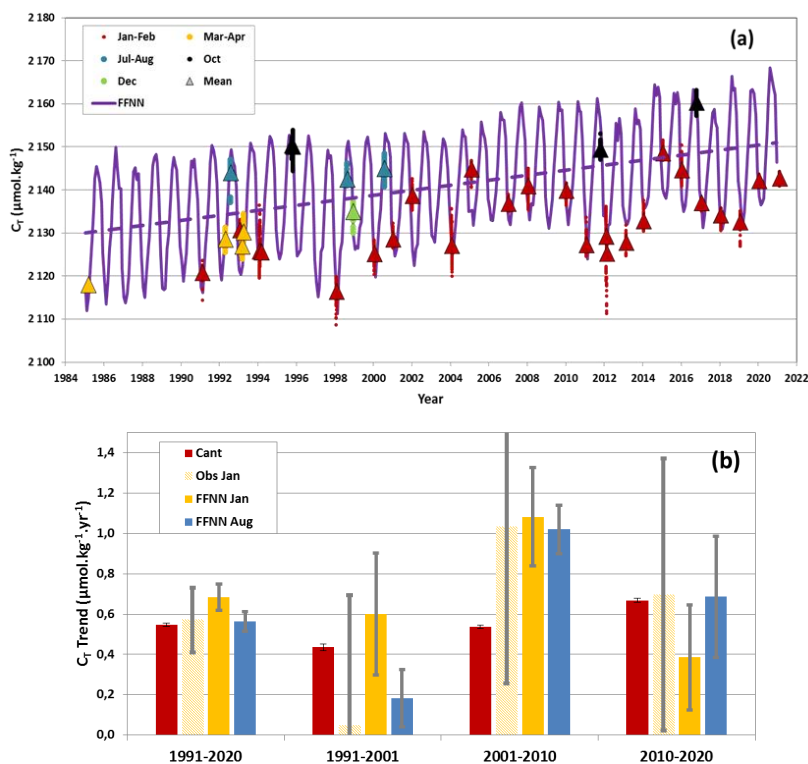 2 180
2 170
2 160
2 150
2 140
2 130
2 120
2 110
2 100
C_T (µmol.kg⁻¹)
(a)
Jan-Feb Mar-Apr
Jul-Aug Oct
Dec Mean
FFNN
1984 1986 1988 1990 1992 1994 1996 1998 2000 2002 2004 2006 2008 2010 2012 2014 2016 2018 2020 2022
Year
(b)
Cant
Obs Jan
FFNN Jan
FFNN Aug
C_T Trend (µmol.kg⁻¹.yr⁻¹)
1,4
1,2
1,0
0,8
0,6
0,4
0,2
0,0
1991-2020 1991-2001 2001-2010 2010-2020